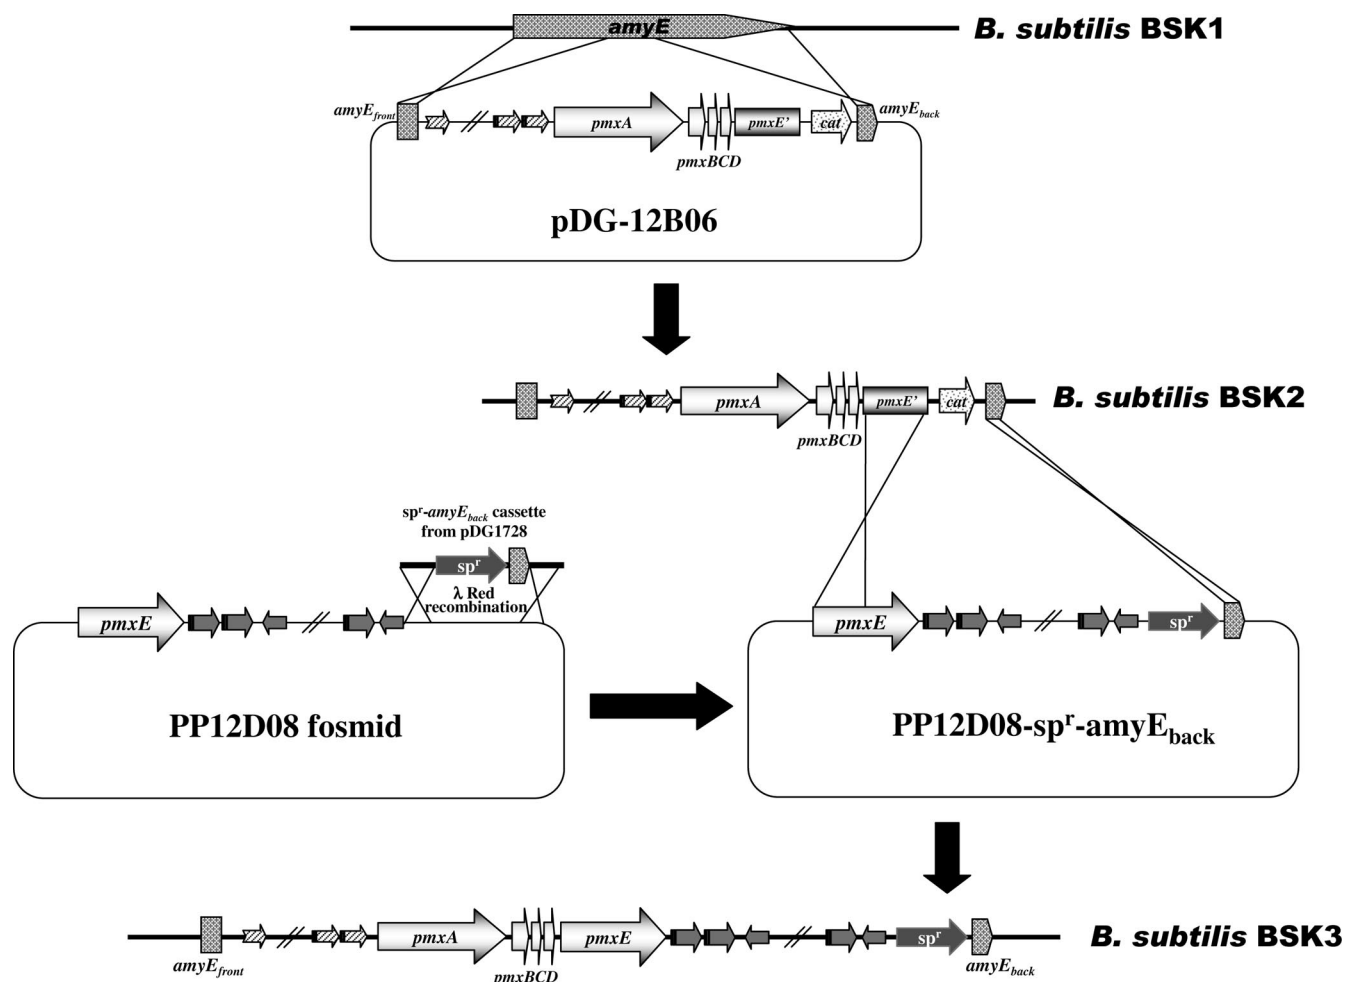 amyE
B. subtilis BSK1
amyEfront
pmxA
pmxE’
cat
amyEback
pmxBCD
pDG-12B06
pmxA
pmxE’
cat
B. subtilis BSK2
pmxBCD
spr-amyEback cassette
from pDG1728
spr
λ Red
recombination
pmxE
pmxE
spr
PP12D08 fosmid
PP12D08-spr-amyEback
pmxA
pmxE
spr
B. subtilis BSK3
amyEfront
pmxBCD
amyEback